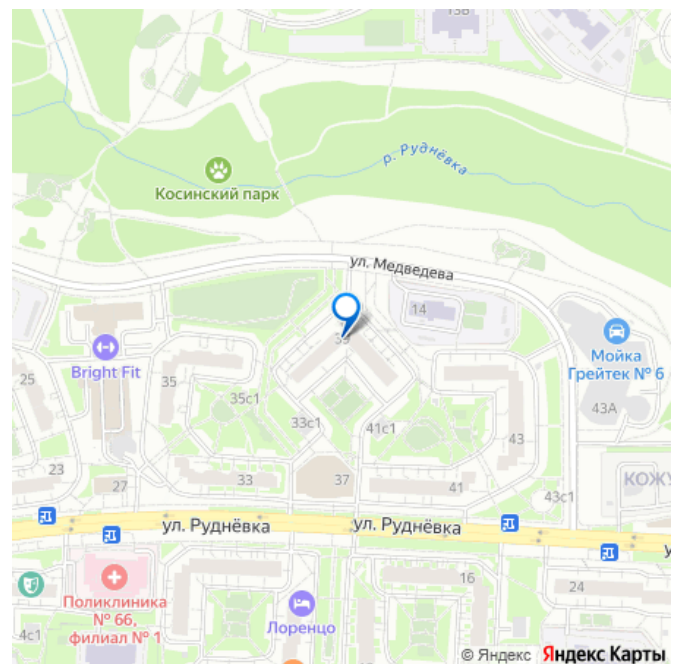 13В
р. Руднёвка
Косинский парк
ул. Медведева
14
Bright Fit
Мойка
Грейтек № 6
25
35
35с1
43А
33с1
41с1
43
23
27
33
37
41
43с1
КОЖУ
ул. Руднёвка
ул. Руднёвка
у
Поликлиника
№ 66,
филиал № 1
16
24
4с1
Лоренцо
© Яндекс Яндекс Карты